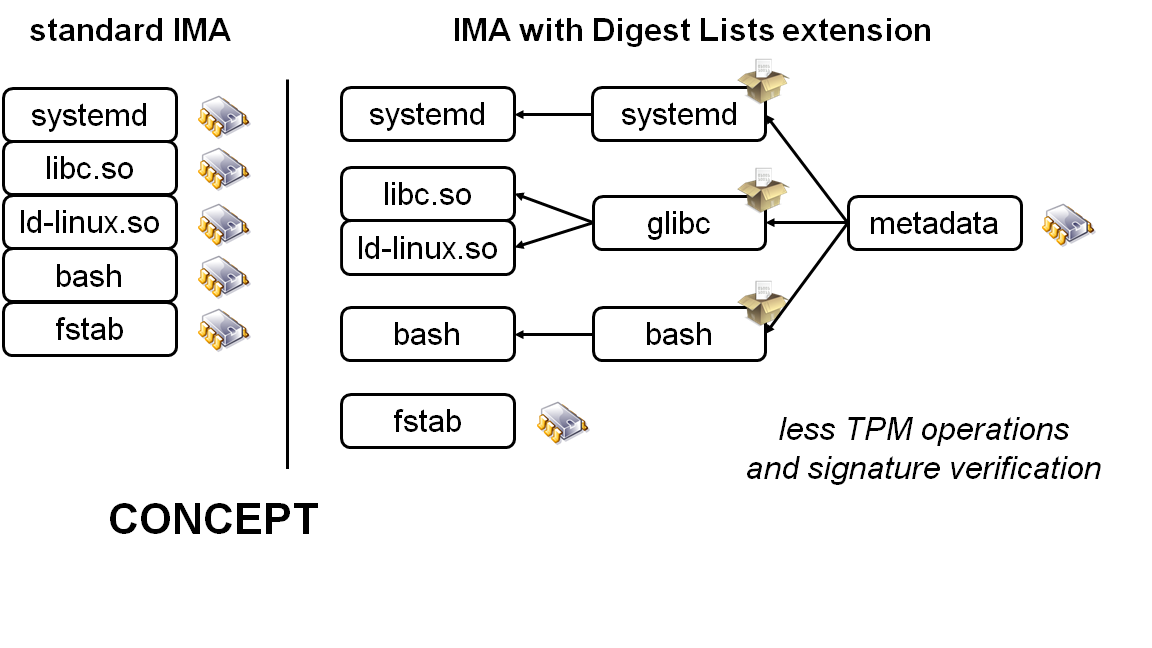 standard IMA
IMA with Digest Lists extension
systemd
libc.so
ld-linux.so
bash
fstab
systemd
systemd
libc.so
ld-linux.so
glibc
metadata
bash
bash
fstab
less TPM operations
and signature verification
CONCEPT